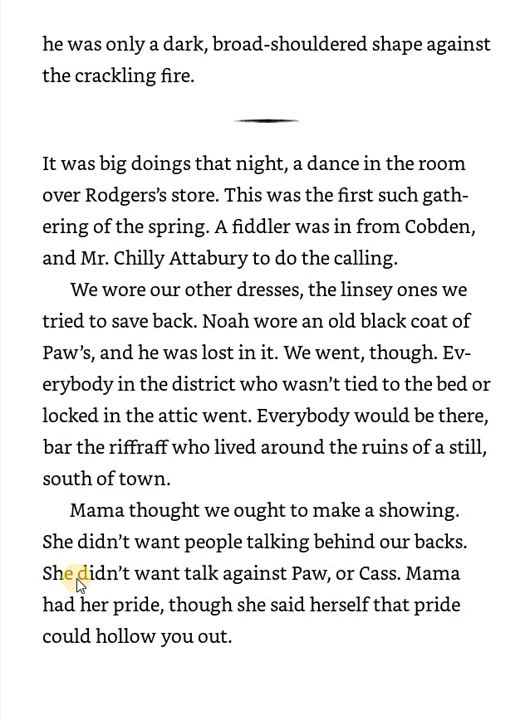 he was only a dark, broad-shouldered shape against
the crackling fire.
It was big doings that night, a dance in the room
over Rodgers’s store. This was the first such gath-
ering of the spring. A fiddler was in from Cobden,
and Mr. Chilly Attabury to do the calling.
We wore our other dresses, the linsey ones we
tried to save back. Noah wore an old black coat of
Paw’s, and he was lost in it. We went, though. Ev-
erybody in the district who wasn’t tied to the bed or
locked in the attic went. Everybody would be there,
bar the riffraff who lived around the ruins of a still,
south of town.
Mama thought we ought to make a showing.
She didn’t want people talking behind our backs.
She didn’t want talk against Paw, or Cass. Mama
had her pride, though she said herself that pride
could hollow you out.